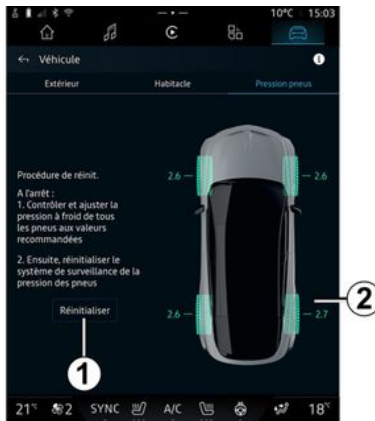 10°C 15:03
Véhicule
Extérieur Habitacle Pression pneus
Procédure de réinit.
A l'arrêt :
1. Contrôler et ajuster la
pression à froid de tous
les pneus aux valeurs
recommandées
2. Ensuite, réinitialiser le
système de surveillance de la
pression des pneus
Réinitialiser
2.6 2.6
2.6 2.7
1
2
21°C 2 SYNC A/C 18°C